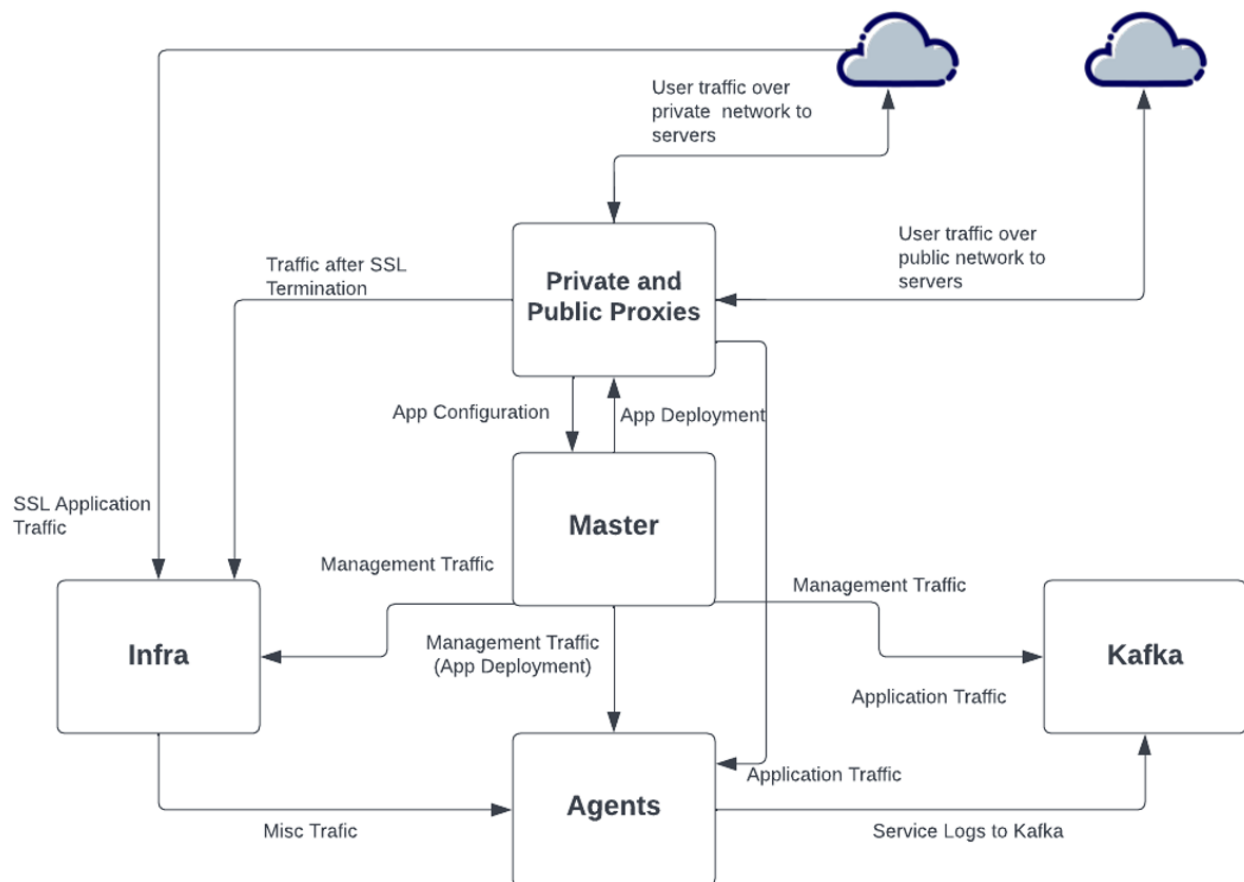 User traffic over
private network to
servers
User traffic over
public network to
servers
Traffic after SSL
Termination
Private and
Public Proxies
App Configuration
App Deployment
SSL Application
Traffic
Master
Management Traffic
Management Traffic
Infra
Management Traffic
(App Deployment)
Kafka
Application Traffic
Application Traffic
Agents
Misc Trafic
Service Logs to Kafka